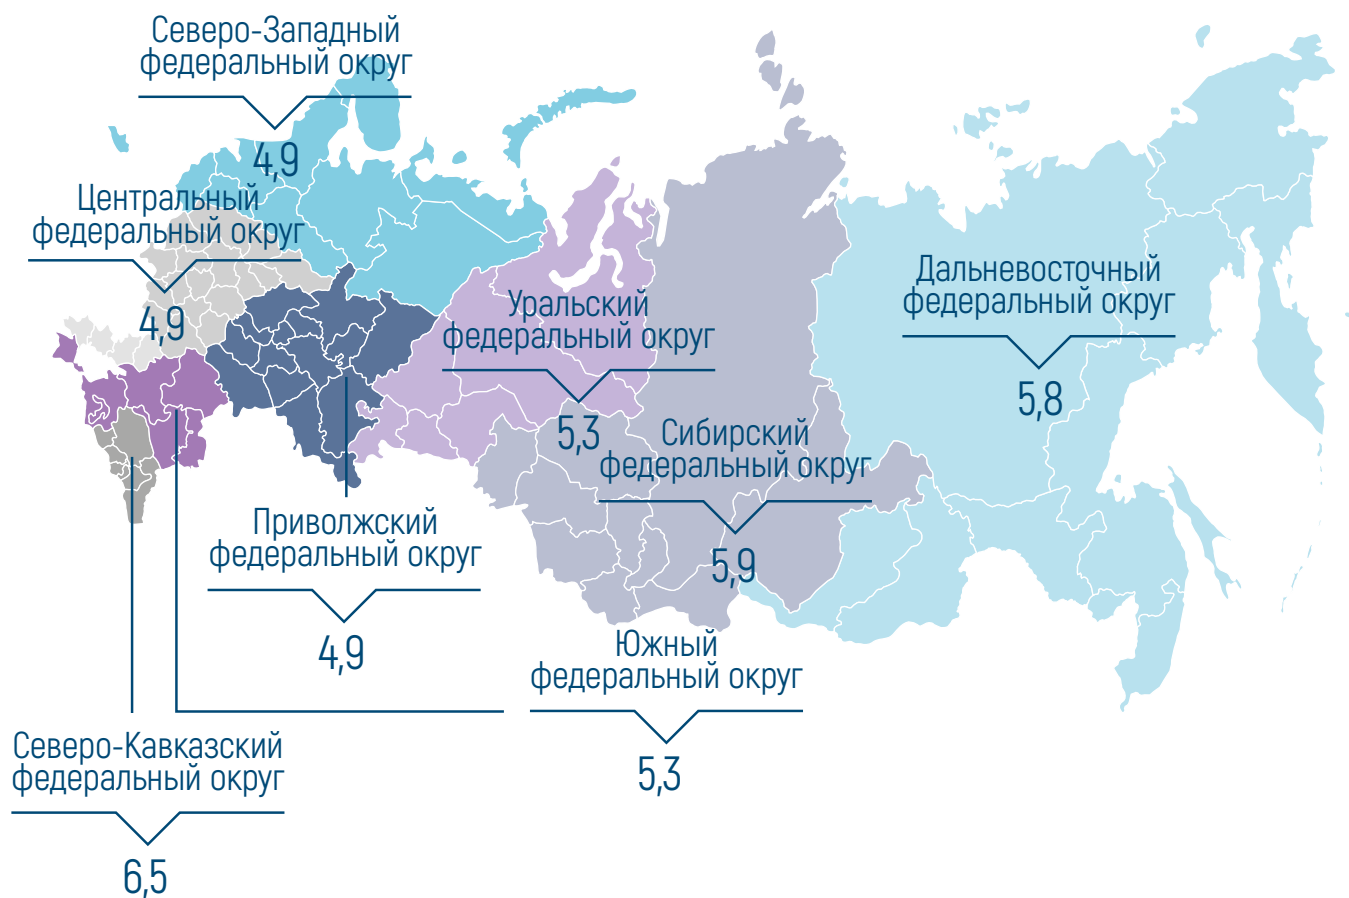 Северо-Западный
федеральный округ
4,9
Центральный
федеральный округ
4,9
Уральский
федеральный округ
5,3
Дальневосточный
федеральный округ
5,8
Сибирский
федеральный округ
5,9
Приволжский
федеральный округ
4,9
Южный
федеральный округ
5,3
Северо-Кавказский
федеральный округ
6,5